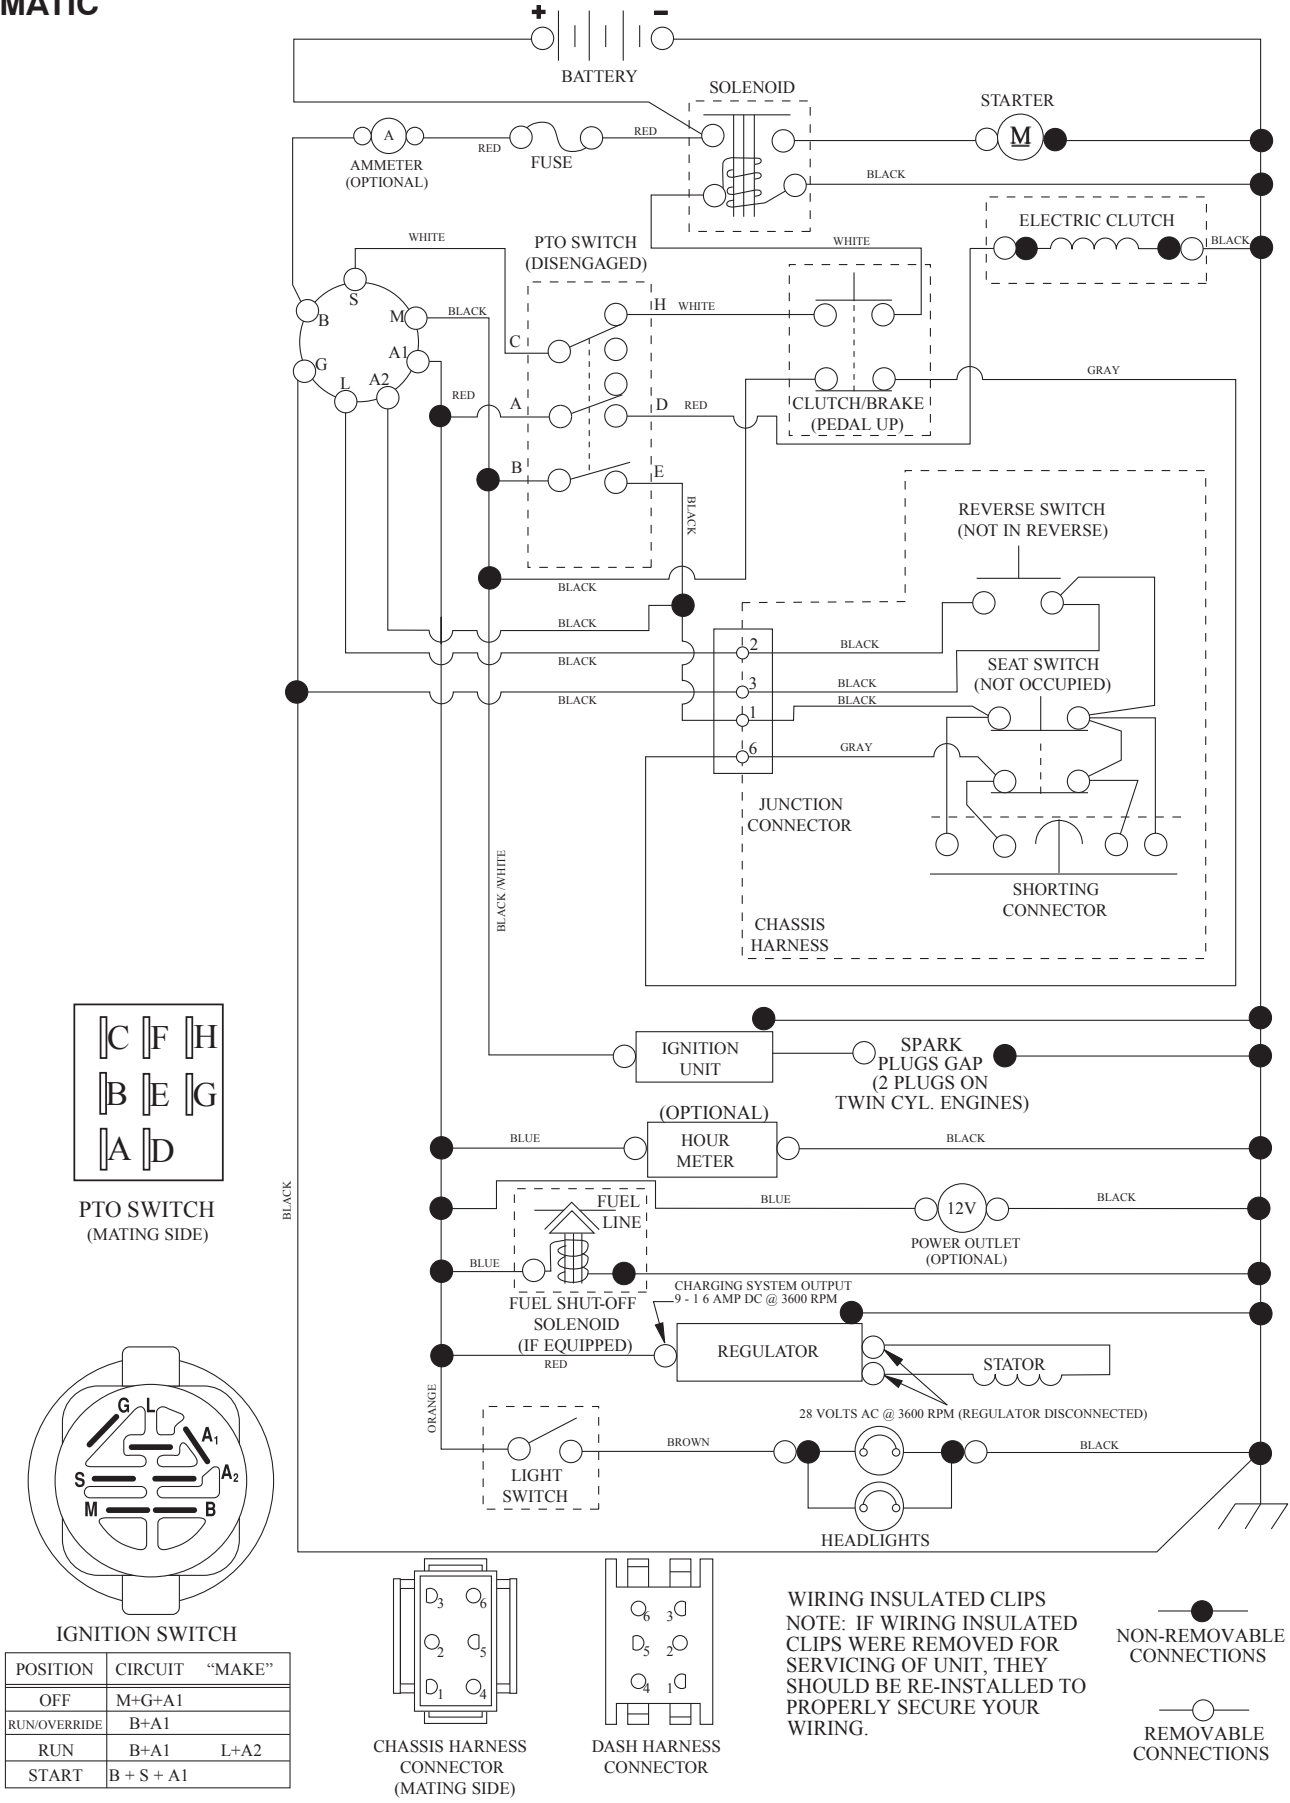 MATIC
+ −
BATTERY
SOLENOID
STARTER
A
RED
FUSE
RED
M
AMMETER
(OPTIONAL)
BLACK
WHITE
PTO SWITCH
(DISENGAGED)
WHITE
ELECTRIC CLUTCH
BLACK
S
B
M
BLACK
H WHITE
G
A1
C
L
A2
RED
A
D RED
GRAY
CLUTCH/BRAKE
(PEDAL UP)
B
E
BLACK
REVERSE SWITCH
(NOT IN REVERSE)
BLACK
BLACK
BLACK
2
BLACK
SEAT SWITCH
(NOT OCCUPIED)
BLACK
3
BLACK
BLACK
1
6
GRAY
JUNCTION
CONNECTOR
BLACK /WHITE
SHORTING
CONNECTOR
CHASSIS
HARNESS
C F H
B E G
A D
PTO SWITCH
(MATING SIDE)
BLACK
IGNITION
UNIT
SPARK
PLUGS GAP
(2 PLUGS ON
TWIN CYL. ENGINES)
(OPTIONAL)
BLUE
HOUR
METER
BLACK
BLUE
12V
BLACK
POWER OUTLET
(OPTIONAL)
FUEL
LINE
BLUE
FUEL SHUT-OFF
SOLENOID
(IF EQUIPPED)
CHARGING SYSTEM OUTPUT
9 - 1 6 AMP DC @ 3600 RPM
RED
REGULATOR
STATOR
28 VOLTS AC @ 3600 RPM (REGULATOR DISCONNECTED)
ORANGE
LIGHT
SWITCH
BROWN
BLACK
HEADLIGHTS
G L
A1
S
A2
M B
IGNITION SWITCH
POSITION CIRCUIT “MAKE”
OFF M+G+A1
RUN/OVERRIDE B+A1
RUN B+A1 L+A2
START B + S + A1
3 6
2 5
1 4
CHASSIS HARNESS
CONNECTOR
(MATING SIDE)
6 3
5 2
4 1
DASH HARNESS
CONNECTOR
WIRING INSULATED CLIPS
NOTE: IF WIRING INSULATED
CLIPS WERE REMOVED FOR
SERVICING OF UNIT, THEY
SHOULD BE RE-INSTALLED TO
PROPERLY SECURE YOUR
WIRING.
NON-REMOVABLE
CONNECTIONS
REMOVABLE
CONNECTIONS